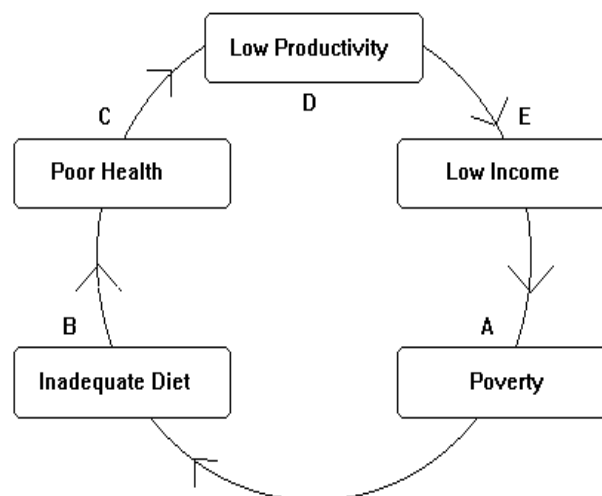 Low Productivity
D
C
E
Poor Health
Low Income
B
A
Inadequate Diet
Poverty